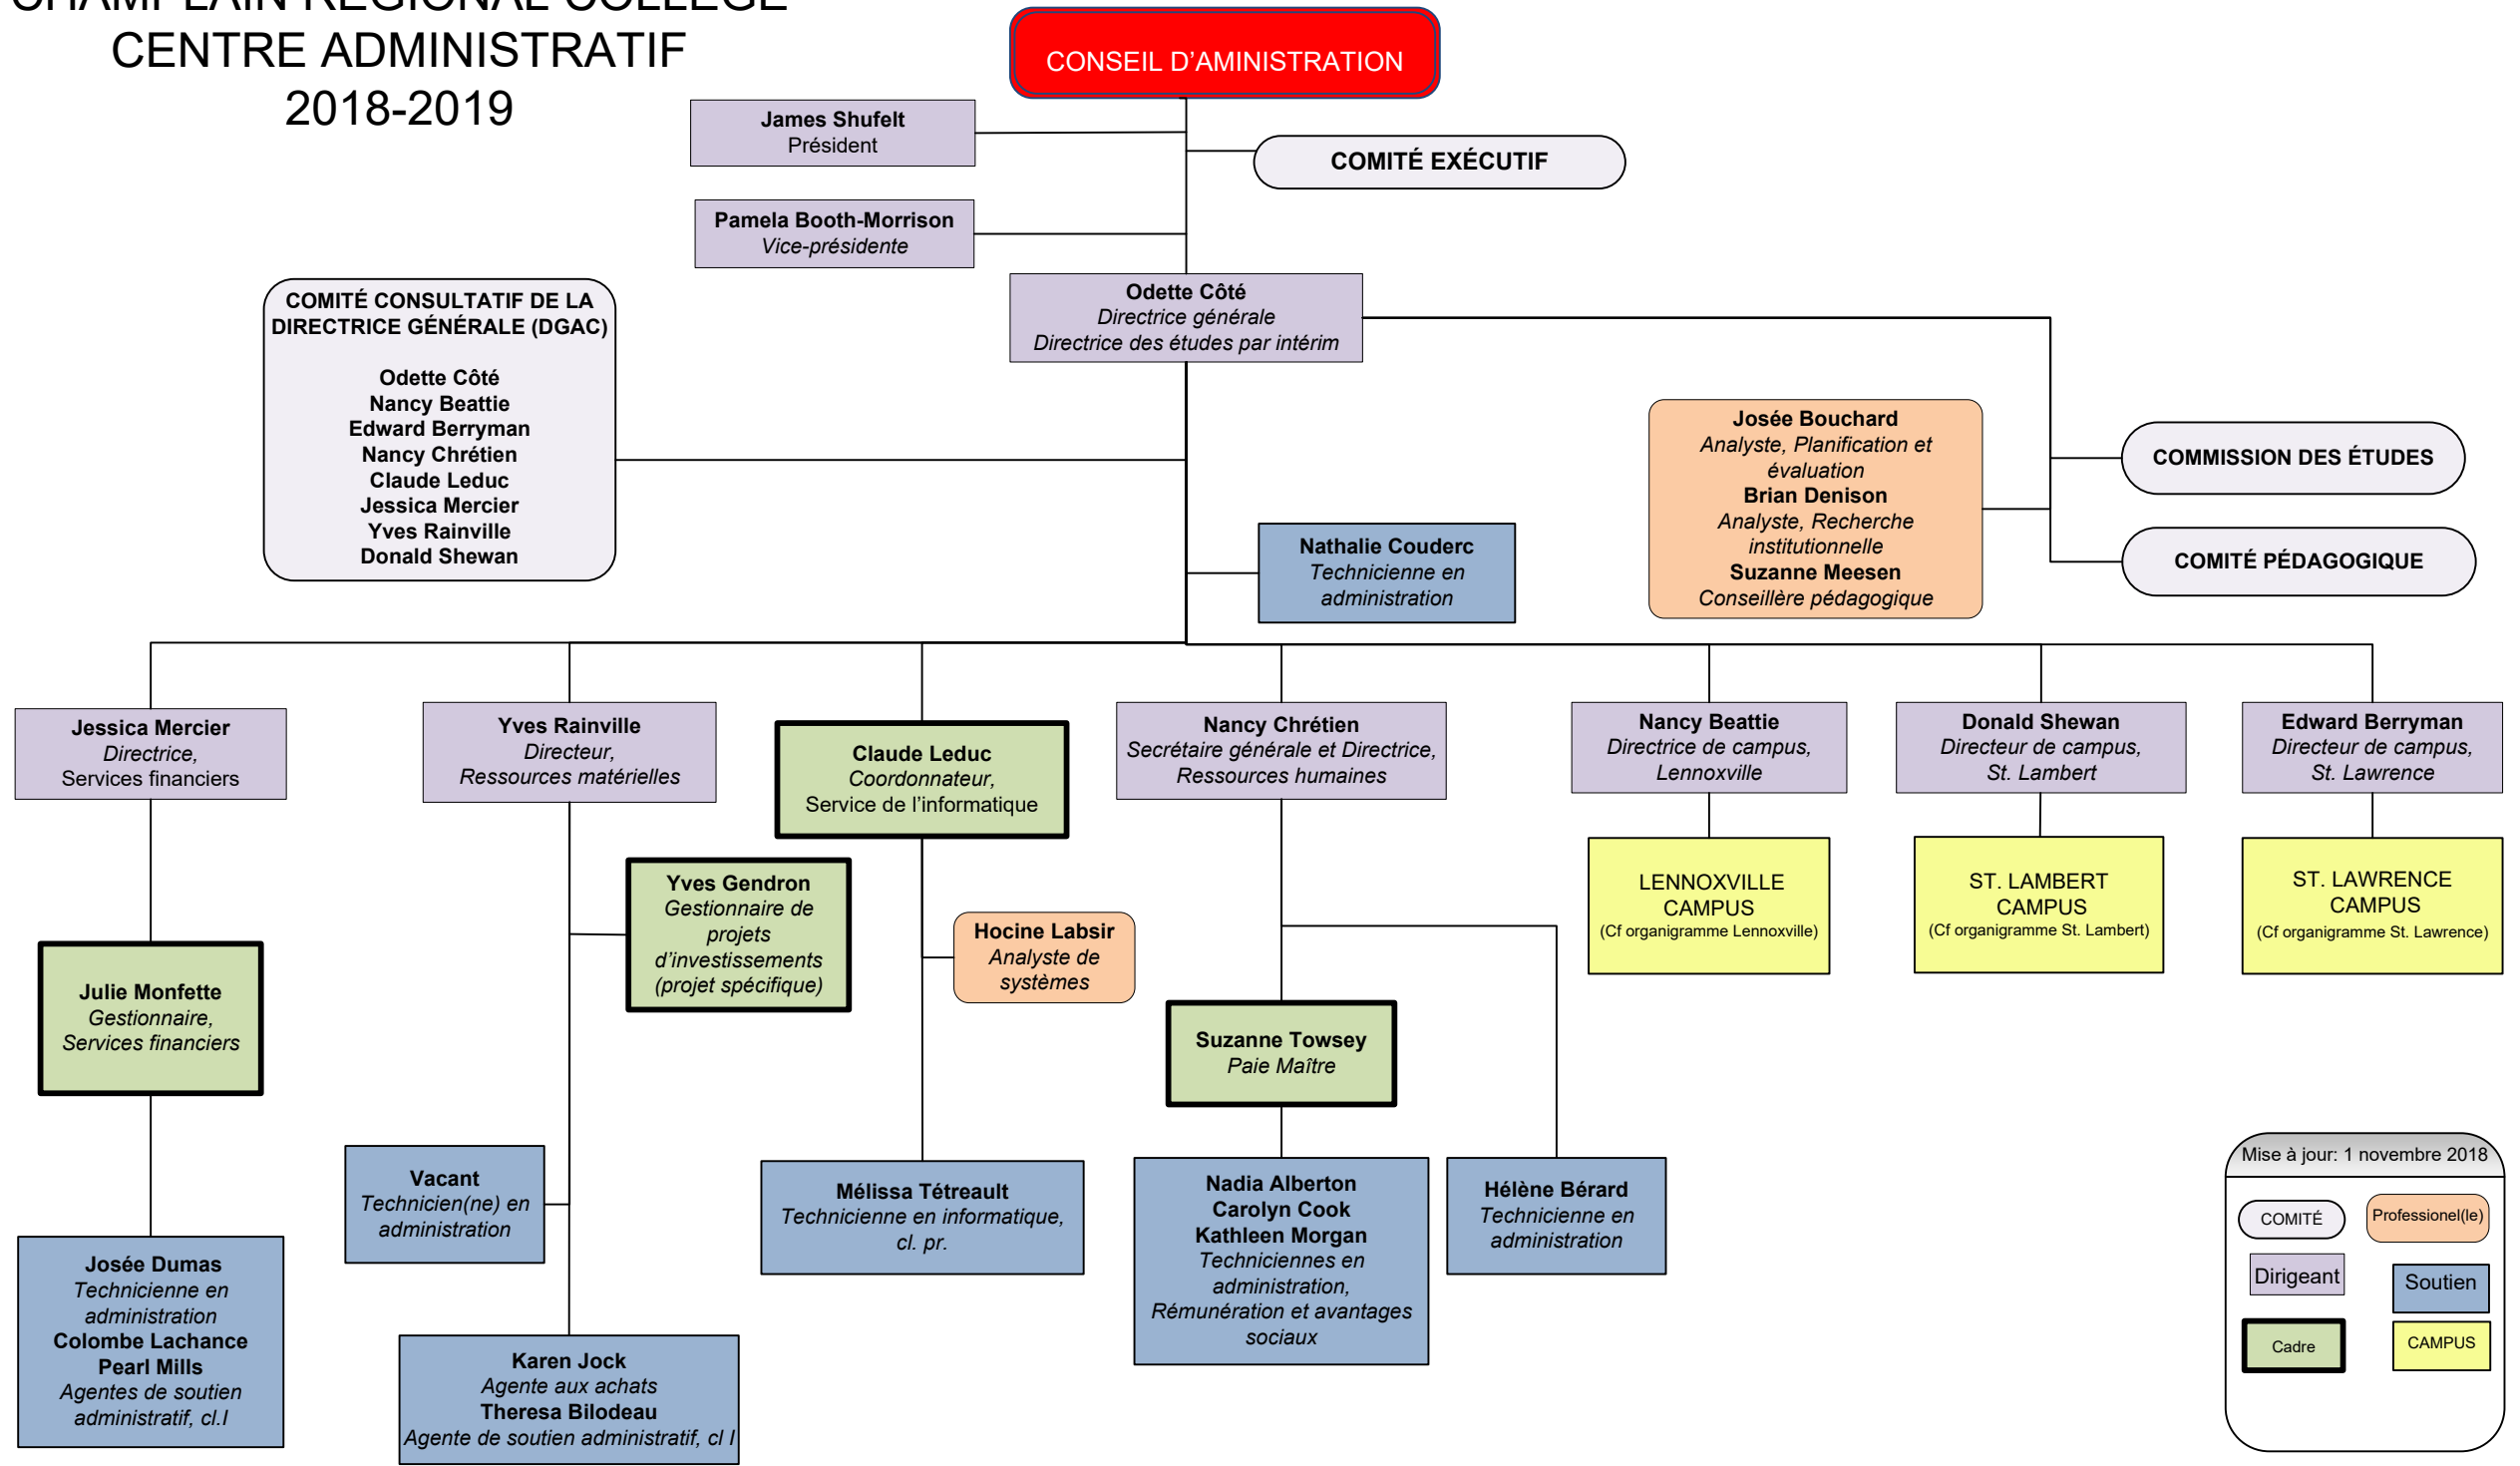 CHAMPLAIN REGIONAL COLLEGE
CENTRE ADMINISTRATIF
2018-2019
CONSEIL D'AMINISTRATION
James Shufelt
Président
COMITÉ EXÉCUTIF
Pamela Booth-Morrison
Vice-présidente
Odette Côté
Directrice générale
Directrice des études par intérim
COMITÉ CONSULTATIF DE LA
DIRECTRICE GÉNÉRALE (DGAC)
Odette Côté
Nancy Beattie
Edward Berryman
Nancy Chrétien
Claude Leduc
Jessica Mercier
Yves Rainville
Donald Shewan
Josée Bouchard
Analyste, Planification et
évaluation
Brian Denison
Analyste, Recherche
institutionnelle
Suzanne Meesen
Conseillère pédagogique
COMMISSION DES ÉTUDES
COMITÉ PÉDAGOGIQUE
Nathalie Couderc
Technicienne en
administration
Jessica Mercier
Directrice,
Services financiers
Yves Rainville
Directeur,
Ressources matérielles
Claude Leduc
Coordonnateur,
Service de l'informatique
Nancy Chrétien
Secrétaire générale et Directrice,
Ressources humaines
Nancy Beattie
Directrice de campus,
Lennoxville
Donald Shewan
Directeur de campus,
St. Lambert
Edward Berryman
Directeur de campus,
St. Lawrence
LENNOXVILLE
CAMPUS
(Cf organigramme Lennoxville)
ST. LAMBERT
CAMPUS
(Cf organigramme St. Lambert)
ST. LAWRENCE
CAMPUS
(Cf organigramme St. Lawrence)
Yves Gendron
Gestionnaire de
projets
d'investissements
(projet spécifique)
Hocine Labsir
Analyste de
systèmes
Julie Monfette
Gestionnaire,
Services financiers
Suzanne Towsey
Paie Maître
Vacant
Technicien(ne) en
administration
Mélissa Tétreault
Technicienne en informatique,
cl. pr.
Nadia Alberton
Carolyn Cook
Kathleen Morgan
Techniciennes en
administration,
Rémunération et avantages
sociaux
Hélène Bérard
Technicienne en
administration
Josée Dumas
Technicienne en
administration
Colombe Lachance
Pearl Mills
Agentes de soutien
administratif, cl.I
Karen Jock
Agente aux achats
Theresa Bilodeau
Agente de soutien administratif, cl I
Mise à jour: 1 novembre 2018
COMITÉ
Professionel(le)
Dirigeant
Soutien
Cadre
CAMPUS